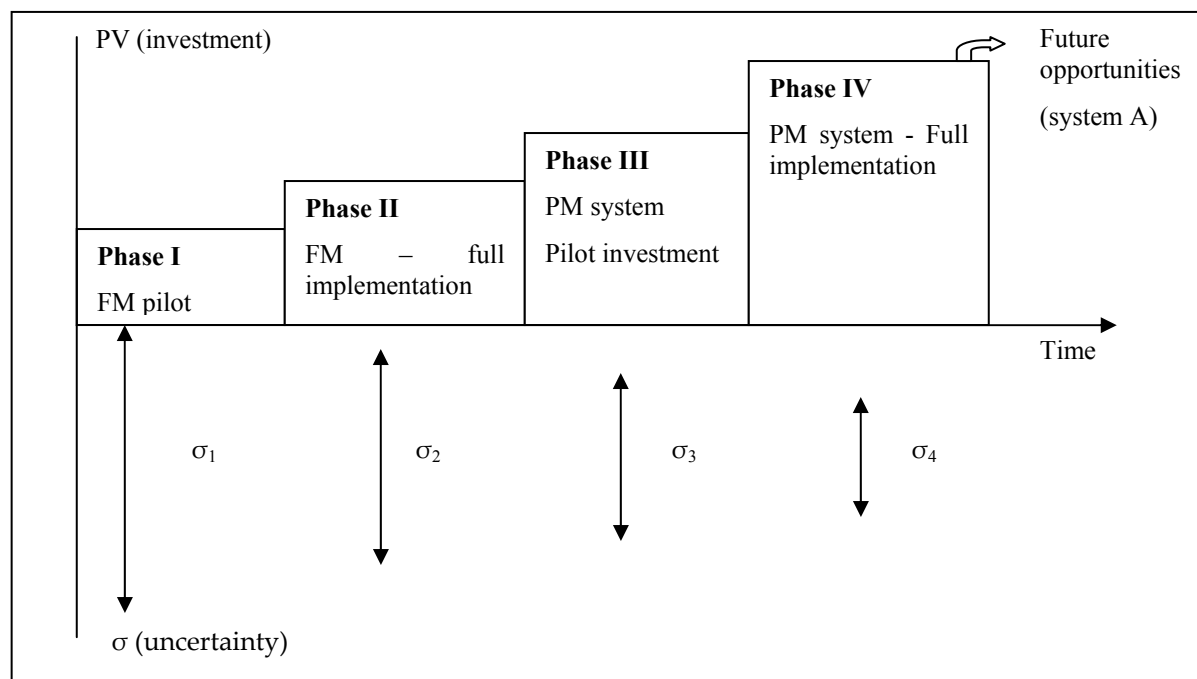 PV (investment)
Future
opportunities
(system A)
Phase IV
PM system - Full
implementation
Phase III
PM system
Pilot investment
Phase II
FM – full
implementation
Phase I
FM pilot
Time
σ₁
σ₂
σ₃
σ₄
σ (uncertainty)